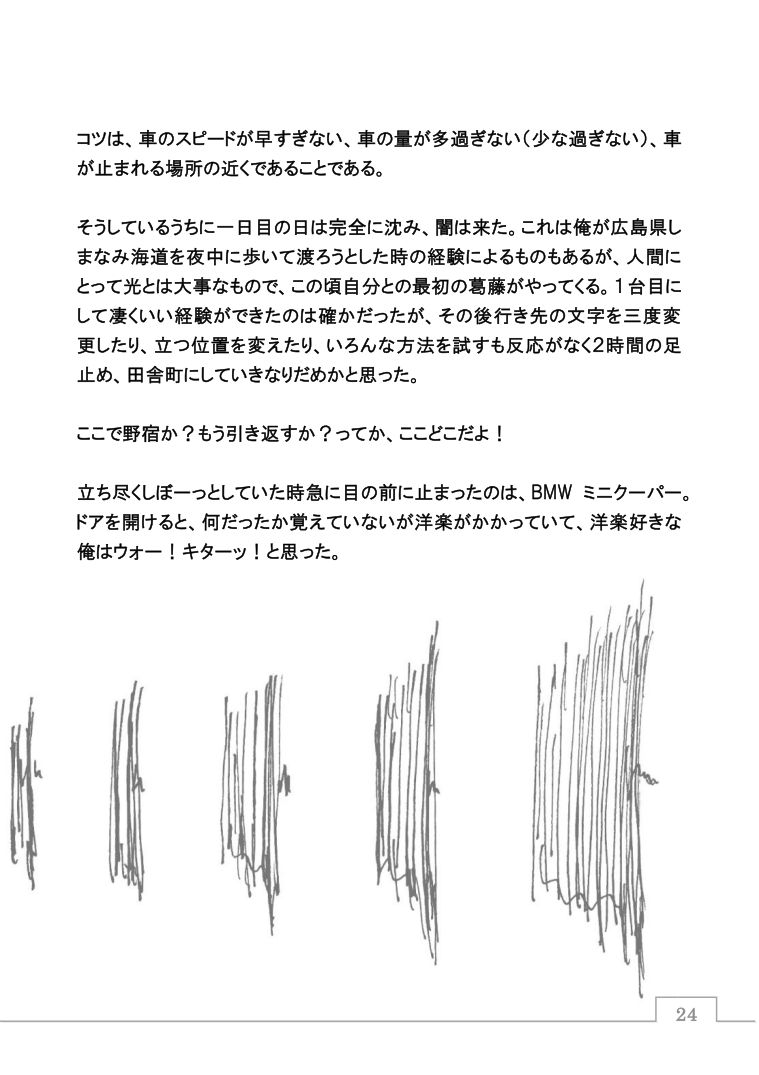 コツは、車のスピードが早すぎない、車の量が多過ぎない（少な過ぎない）、車
が止まれる場所の近くであることである。
そうしているうちに一日目の日は完全に沈み、闇は来た。これは俺が広島県し
まなみ海道を夜中に歩いて渡ろうとした時の経験によるものもあるが、人間に
とって光とは大事なもので、この頃自分との最初の葛藤がやってくる。１台目に
して凄くいい経験ができたのは確かだったが、その後行き先の文字を三度変
更したり、立つ位置を変えたり、いろんな方法を試すも反応がなく２時間の足
止め、田舎町にしていきなりだめかと思った。
ここで野宿か？もう引き返すか？ってか、ここどこだよ！
立ち尽くしぼーっとしていた時急に目の前に止まったのは、BMW ミニクーパー。
ドアを開けると、何だったか覚えていないが洋楽がかかっていて、洋楽好きな
俺はウォー！キターッ！と思った。
24